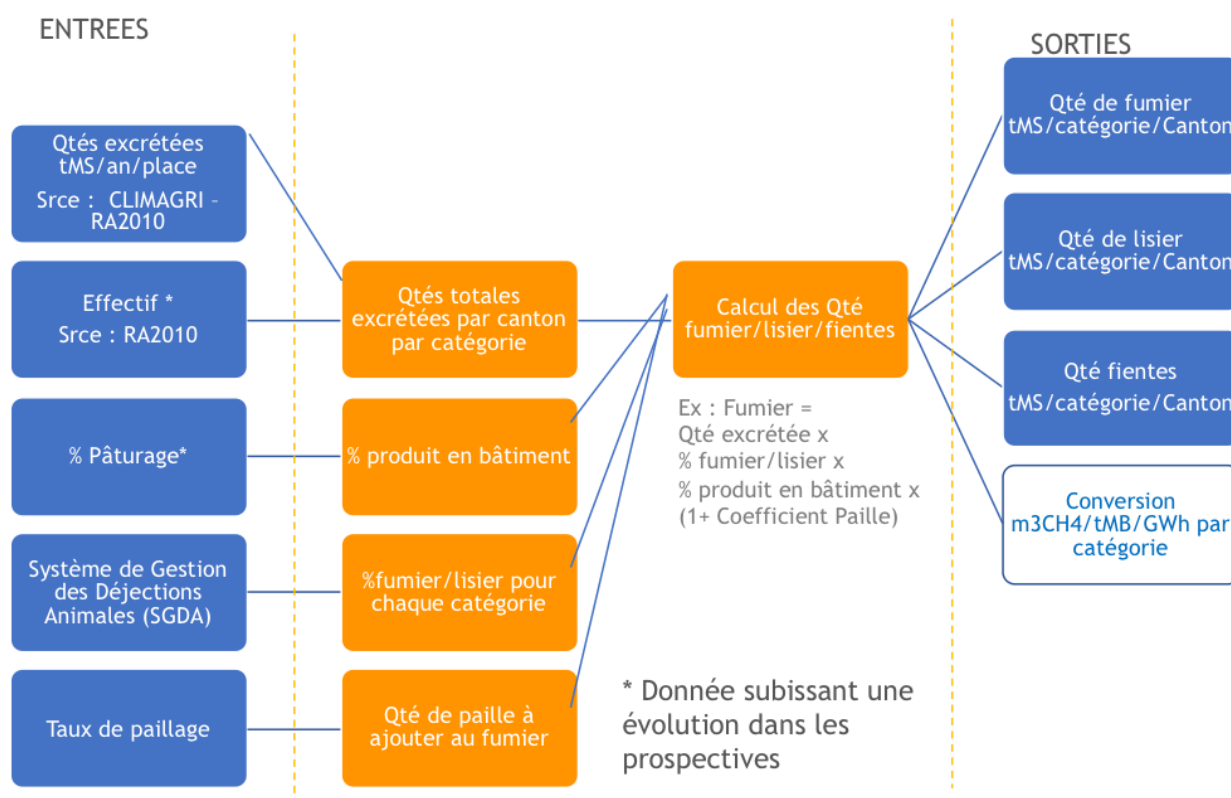 ENTREES
SORTIES
Qtés excrétées
tMS/an/place
Srce :  CLIMAGRI –
RA2010
Effectif *
Srce : RA2010
% Pâturage*
Système de Gestion
des Déjections
Animales (SGDA)
Taux de paillage
Qtés totales
excrétées par canton
par catégorie
% produit en bâtiment
%fumier/lisier pour
chaque catégorie
Qté de paille à
ajouter au fumier
Calcul des Qté
fumier/lisier/fientes
Ex : Fumier =
Qté excrétée x
% fumier/lisier x
% produit en bâtiment x
(1+ Coefficient Paille)
* Donnée subissant une
évolution dans les
prospectives
Qté de fumier
tMS/catégorie/Canton
Qté de lisier
tMS/catégorie/Canton
Qté fientes
tMS/catégorie/Canton
Conversion
m3CH4/tMB/GWh par
catégorie